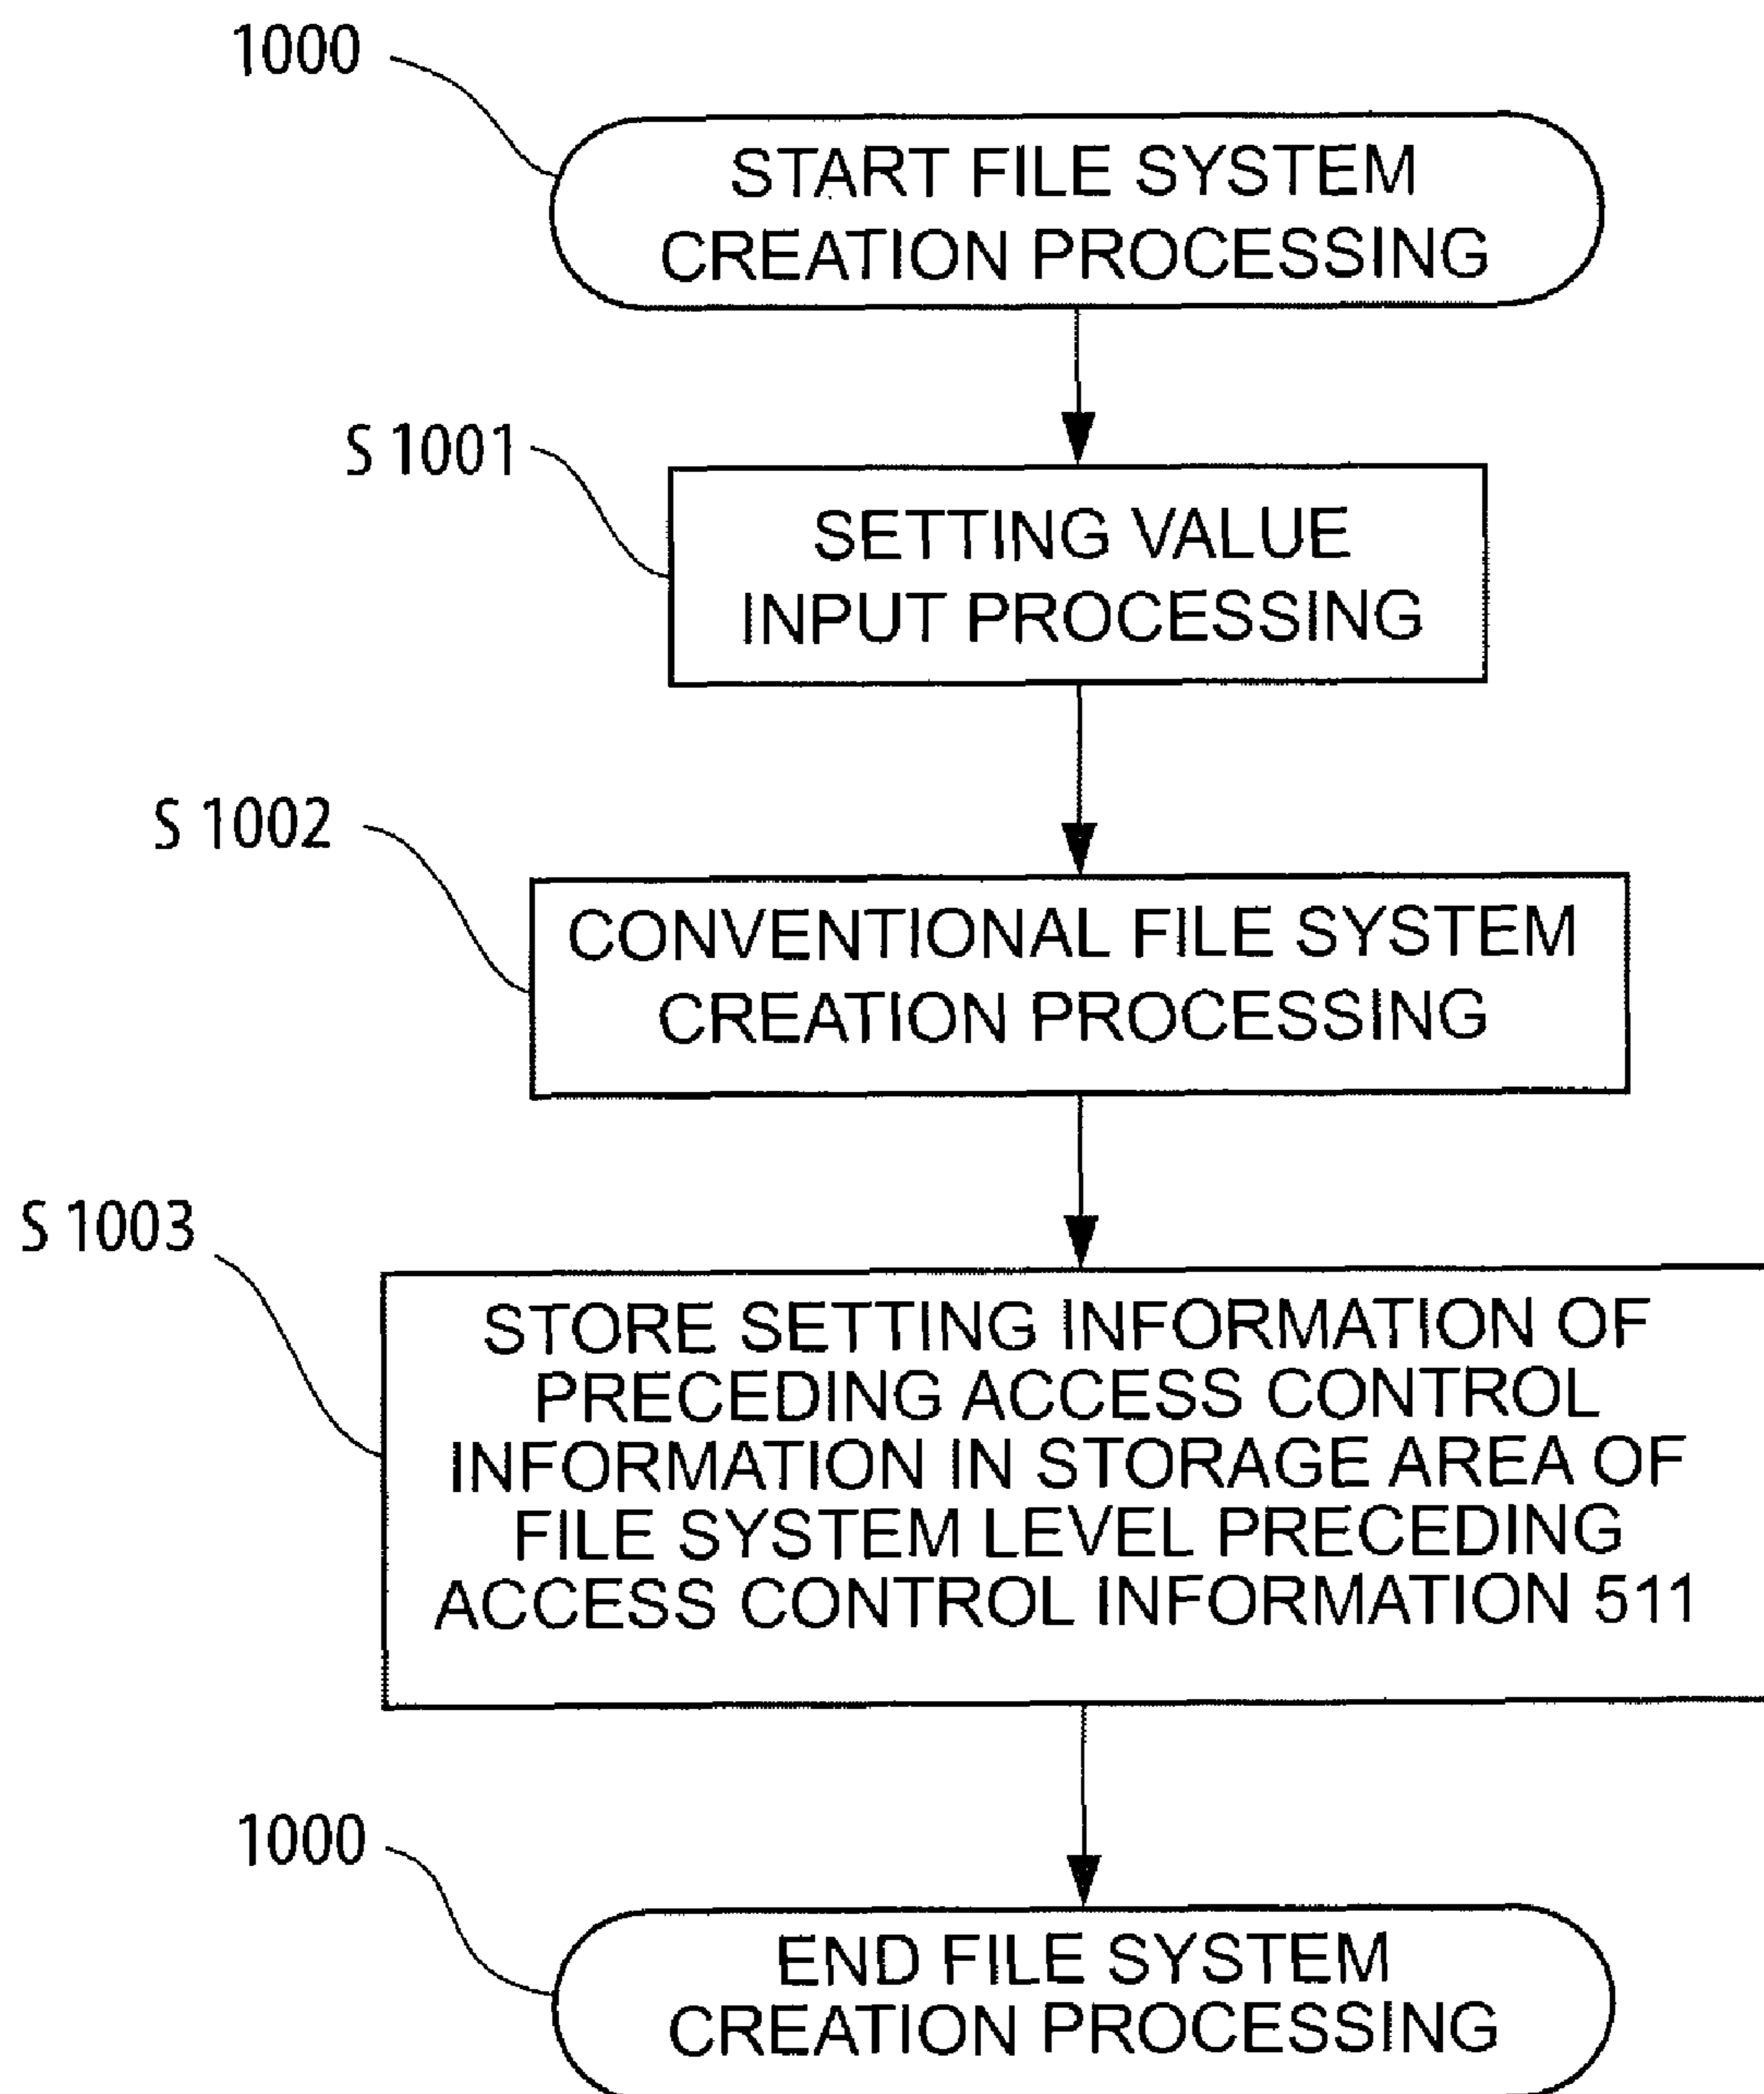 1000
START FILE SYSTEM
CREATION PROCESSING
S 1001
SETTING VALUE
INPUT PROCESSING
S 1002
CONVENTIONAL FILE SYSTEM
CREATION PROCESSING
S 1003
STORE SETTING INFORMATION OF
PRECEDING ACCESS CONTROL
INFORMATION IN STORAGE AREA OF
FILE SYSTEM LEVEL PRECEDING
ACCESS CONTROL INFORMATION 511
1000
END FILE SYSTEM
CREATION PROCESSING